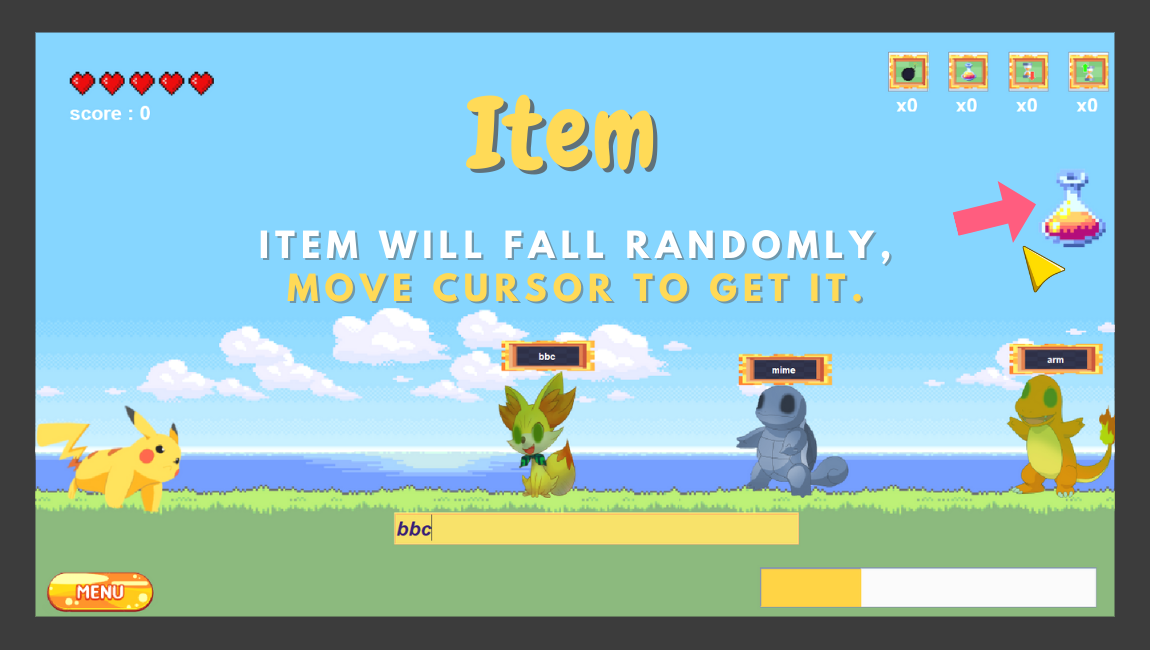 score : 0
x0 x0 x0 x0
Item
ITEM WILL FALL RANDOMLY,
MOVE CURSOR TO GET IT.
bbc
mime
arm
bbc
MENU